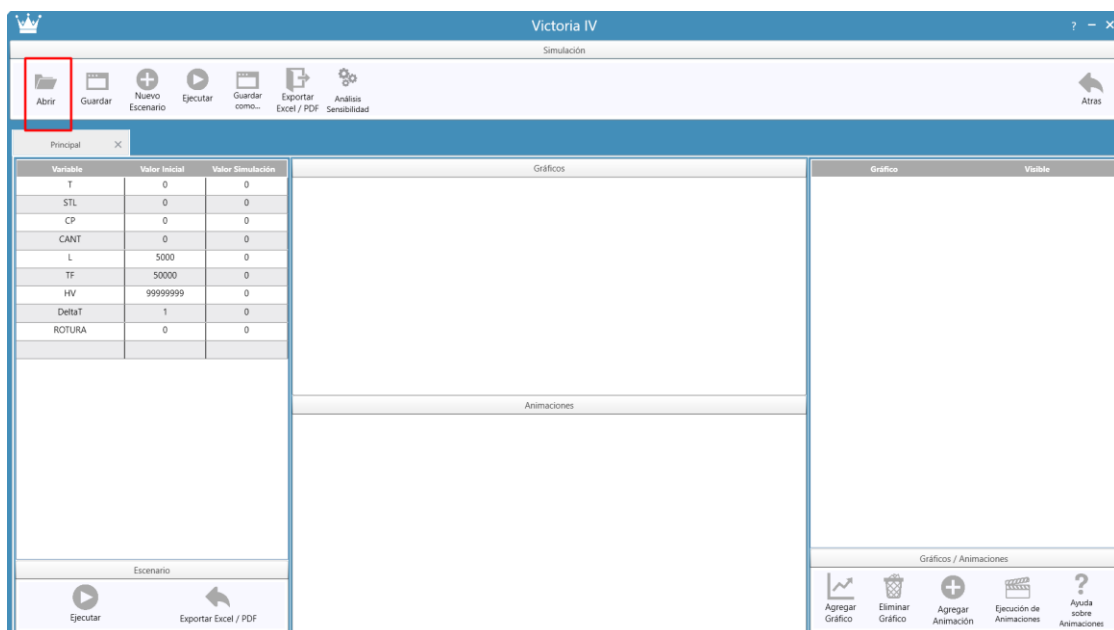 Victoria IV
? − ×
Simulación
Abrir
Guardar
Nuevo
Escenario
Ejecutar
Guardar
como...
Exportar
Excel / PDF
Análisis
Sensibilidad
Atras
Principal ×
Variable Valor Inicial Valor Simulación
T 0 0
STL 0 0
CP 0 0
CANT 0 0
L 5000 0
TF 50000 0
HV 99999999 0
DeltaT 1 0
ROTURA 0 0
Escenario
Ejecutar
Exportar Excel / PDF
Gráficos
Animaciones
Gráfico Visible
Gráficos / Animaciones
Agregar
Gráfico
Eliminar
Gráfico
Agregar
Animación
Ejecución de
Animaciones
?
Ayuda
sobre
Animaciones